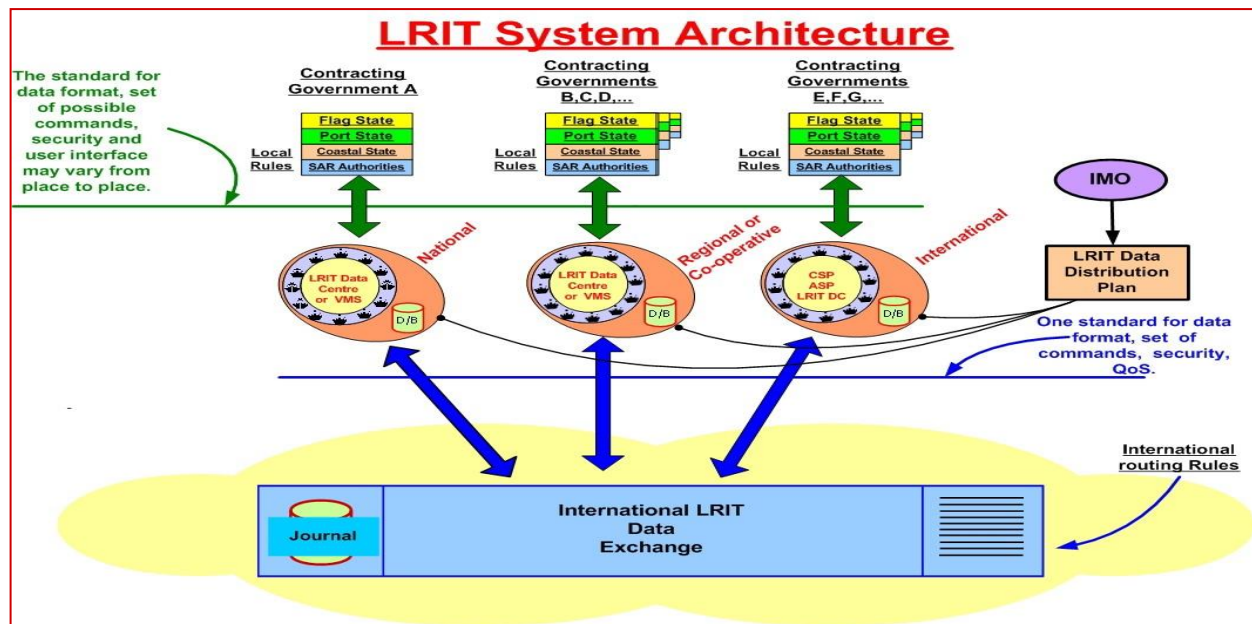 LRIT System Architecture
The standard for
data format, set
of possible
commands,
security and
user interface
may vary from
place to place.
Contracting
Government A
Flag State
Port State
Coastal State
SAR Authorities
Local
Rules
Contracting
Governments
B,C,D,...
Flag State
Port State
Coastal State
SAR Authorities
Local
Rules
Contracting
Governments
E,F,G,...
Flag State
Port State
Coastal State
SAR Authorities
Local
Rules
IMO
LRIT Data
Distribution
Plan
National
LRIT Data
Centre
or VMS
D/B
Regional or
Co-operative
LRIT Data
Centre
or VMS
D/B
International
CSP
ASP
LRIT DC
D/B
One standard for data
format, set of
commands, security,
QoS.
International
routing Rules
Journal
International LRIT
Data
Exchange